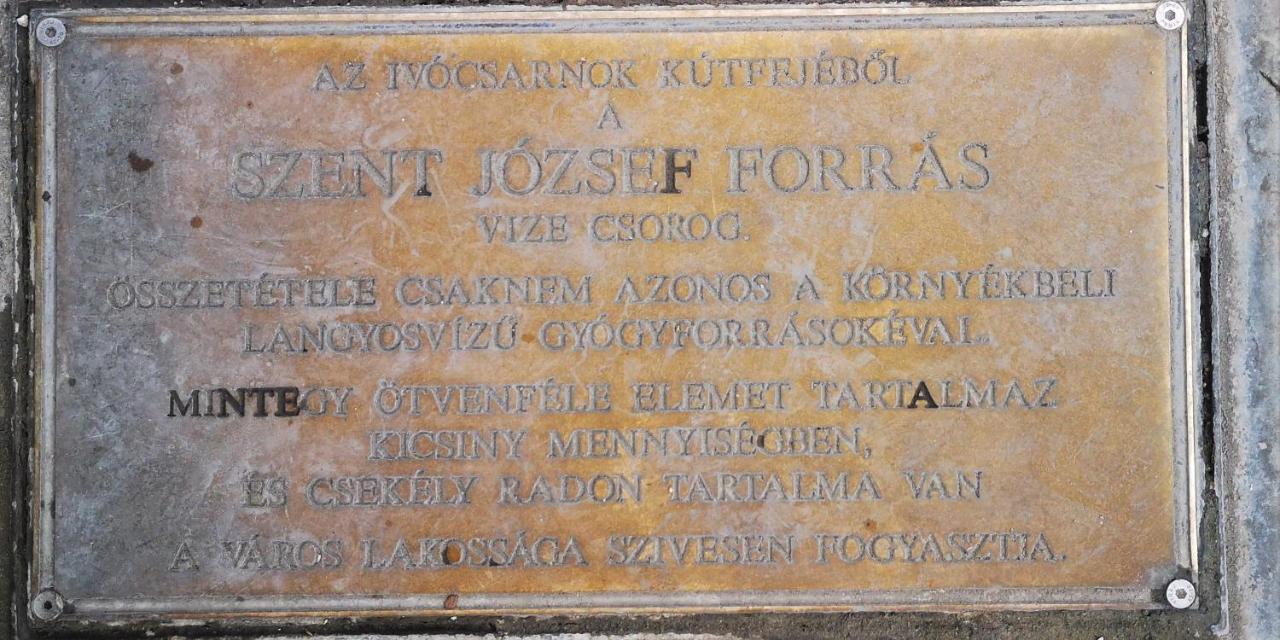 AZ IVÓCSARNOK KÚTFEJÉBŐL
A
SZENT JÓZSEF FORRÁS
VIZE CSOROG.
ÖSSZETÉTELE CSAKNEM AZONOS A KÖRNYÉKBELI
LANGYOSVÍZŰ GYÓGYFORRÁSOKÉVAL.
MINTEGY ÖTVENFÉLE ELEMET TARTALMAZ
KICSINY MENNYISÉGBEN,
ÉS CSEKÉLY RADON TARTALMA VAN
A VÁROS LAKOSSÁGA SZIVESEN FOGYASZTJA.